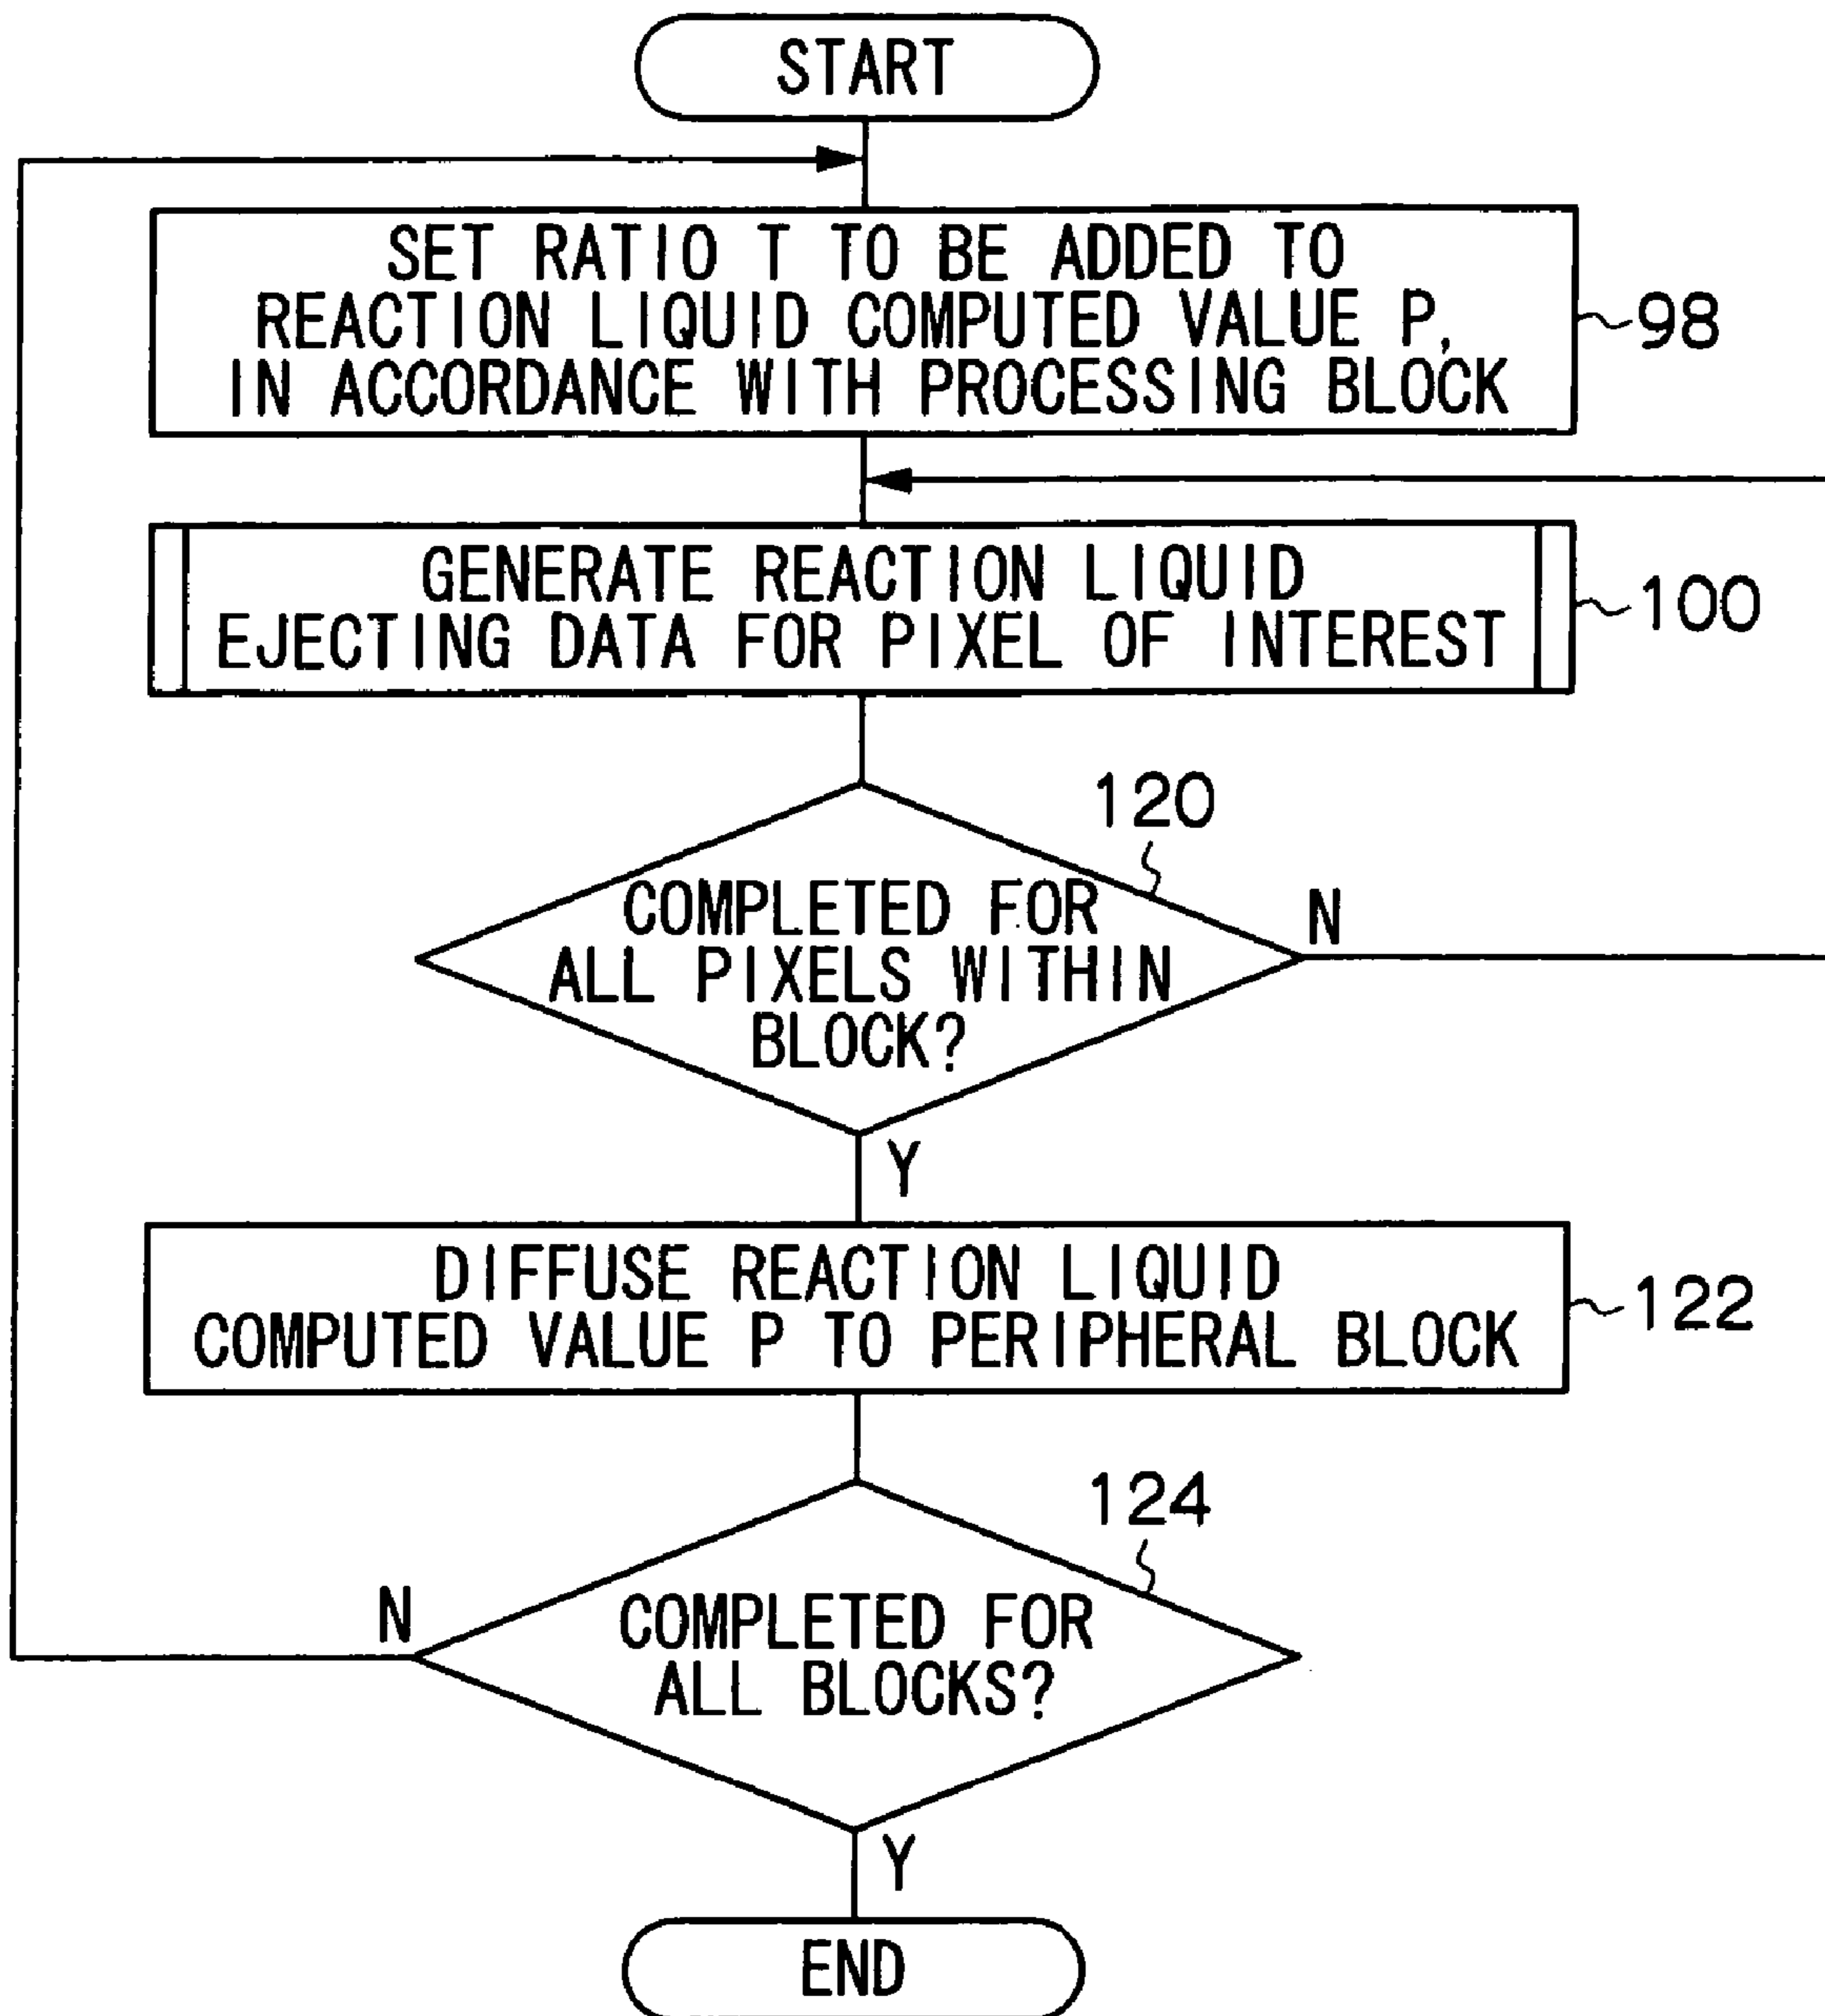 START
SET RATIO T TO BE ADDED TO
REACTION LIQUID COMPUTED VALUE P,
IN ACCORDANCE WITH PROCESSING BLOCK
98
GENERATE REACTION LIQUID
EJECTING DATA FOR PIXEL OF INTEREST
100
120
COMPLETED FOR
ALL PIXELS WITHIN
BLOCK?
N
Y
DIFFUSE REACTION LIQUID
COMPUTED VALUE P TO PERIPHERAL BLOCK
122
124
COMPLETED FOR
ALL BLOCKS?
N
Y
END